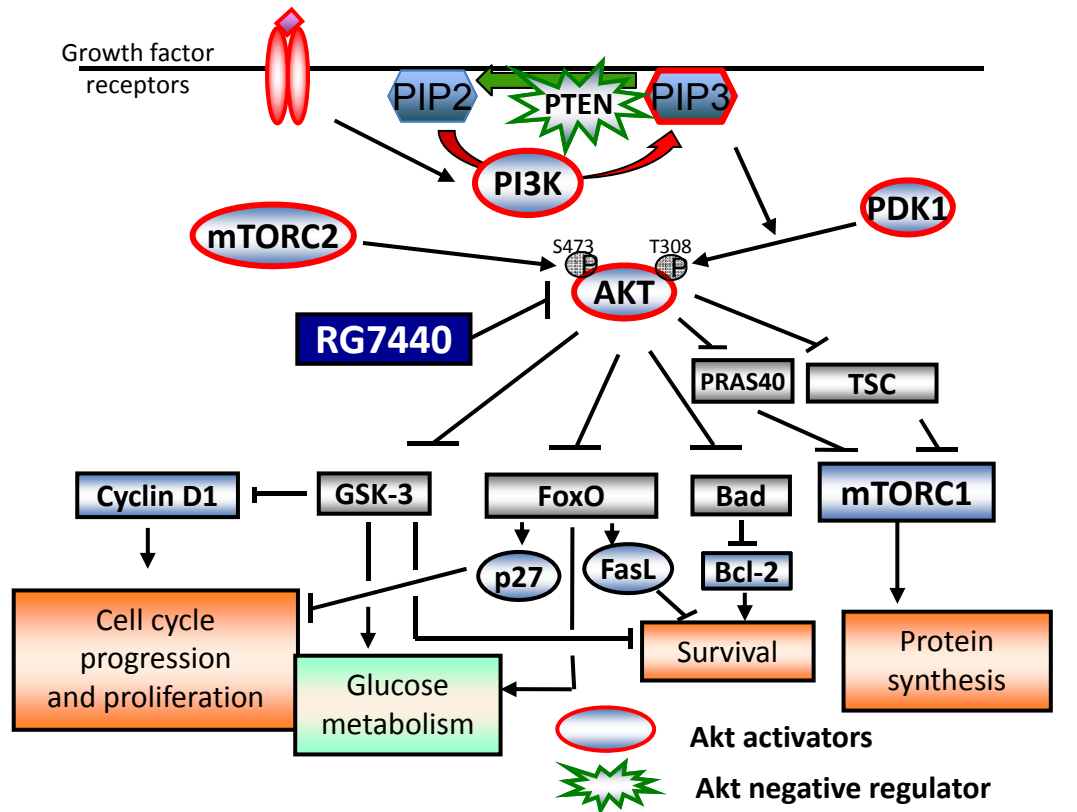 Growth factor
receptors
PIP2
PTEN
PIP3
PI3K
PDK1
mTORC2
S473
T308
P
P
AKT
RG7440
PRAS40
TSC
Cyclin D1
GSK-3
FoxO
Bad
mTORC1
p27
FasL
Bcl-2
Cell cycle
progression
and proliferation
Survival
Protein
synthesis
Glucose
metabolism
Akt activators
Akt negative regulator